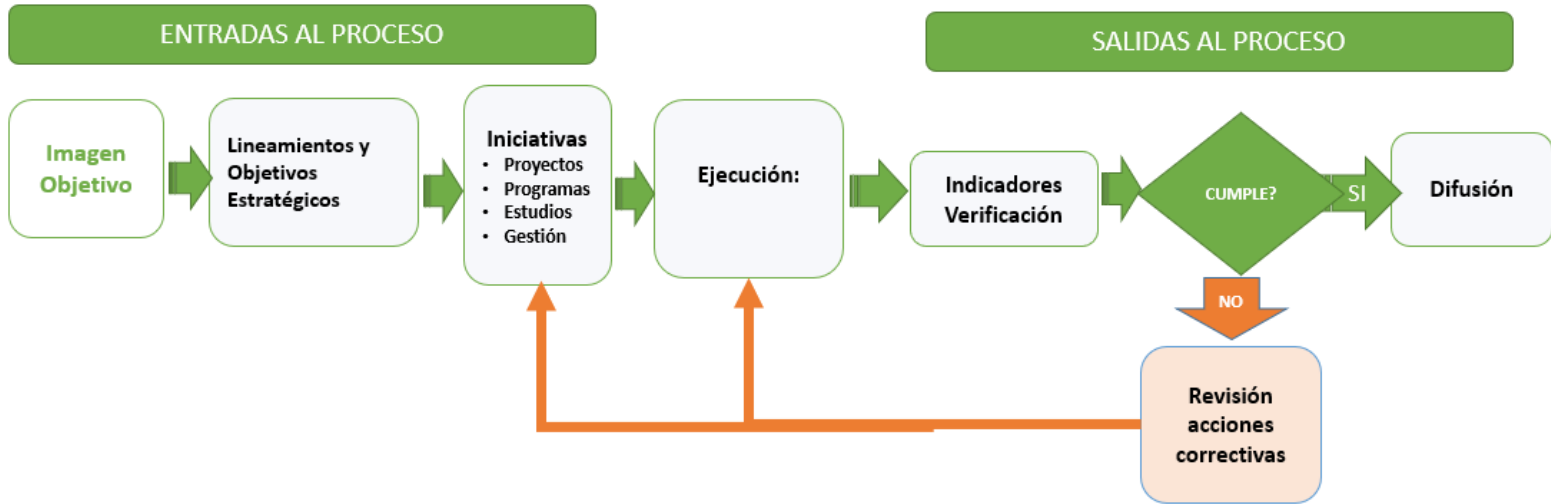 ENTRADAS AL PROCESO
SALIDAS AL PROCESO
Imagen
Objetivo
Lineamientos y
Objetivos
Estratégicos
Iniciativas
• Proyectos
• Programas
• Estudios
• Gestión
Ejecución:
Indicadores
Verificación
CUMPLE?
SI
Difusión
NO
Revisión
acciones
correctivas